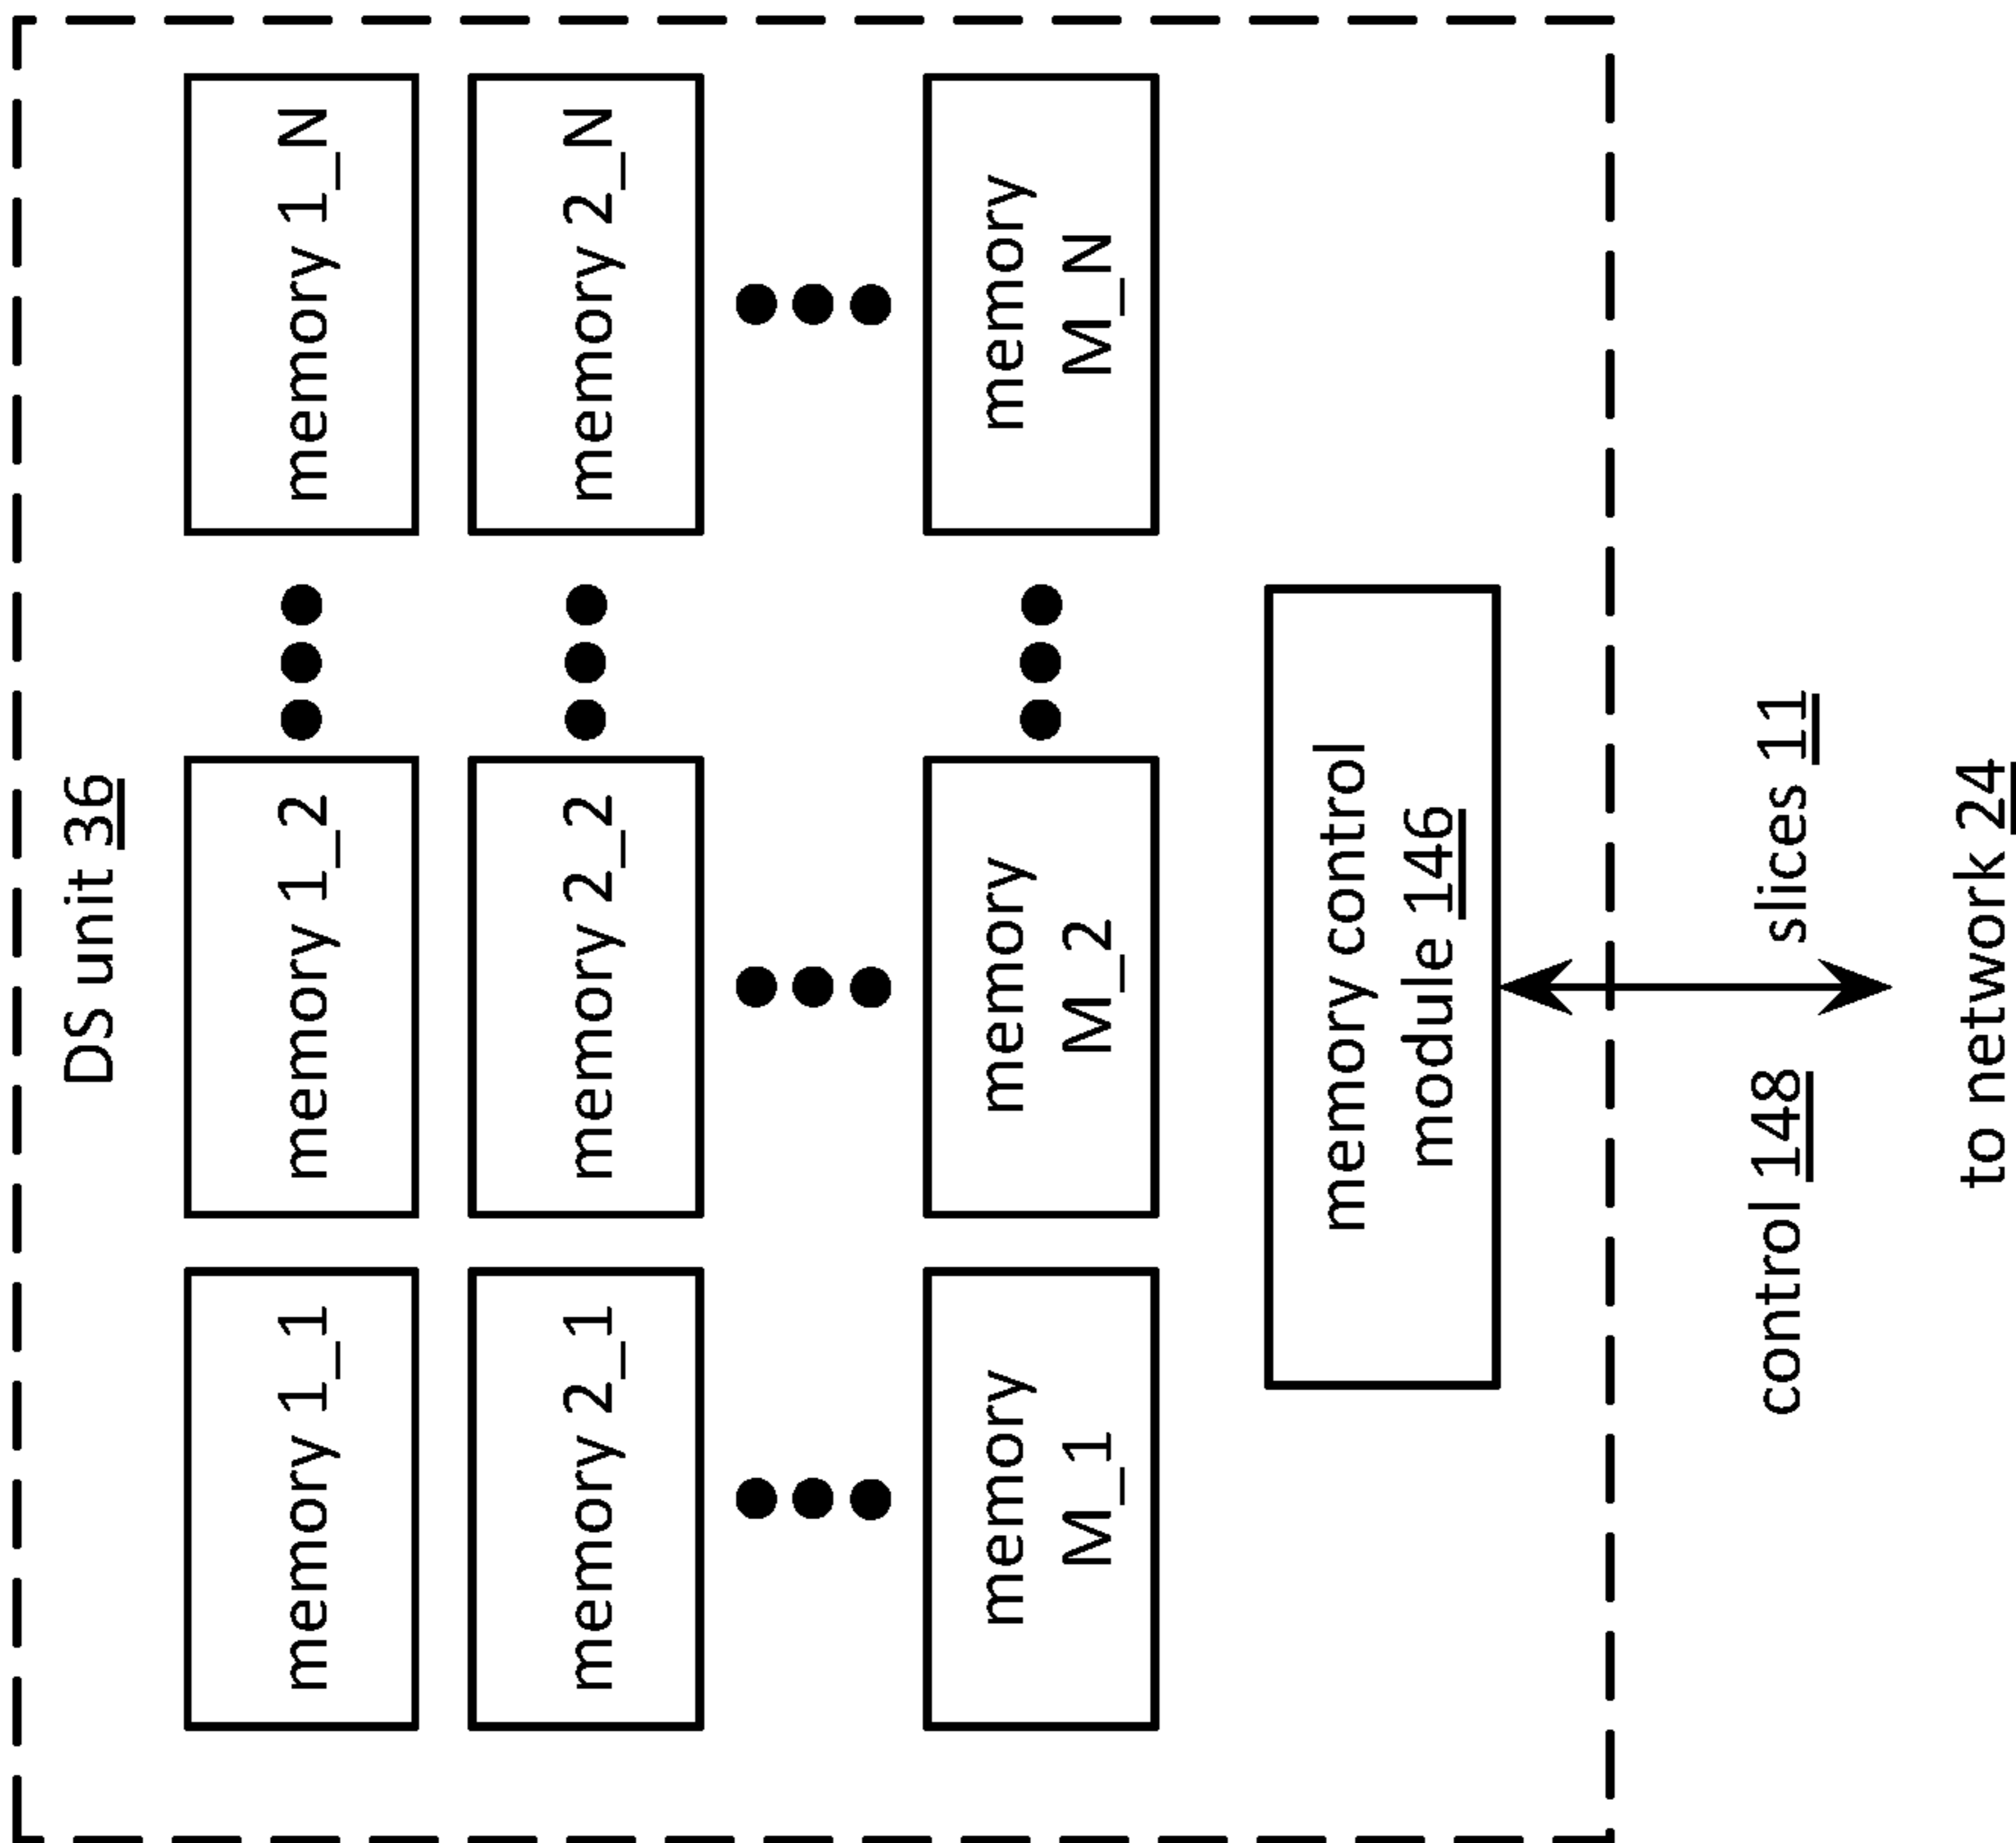 DS unit 36
memory 1_1
memory 1_2
memory 1_N
memory 2_1
memory 2_2
memory 2_N
memory
M_1
memory
M_2
memory
M_N
memory control
module 146
control 148
slices 11
to network 24